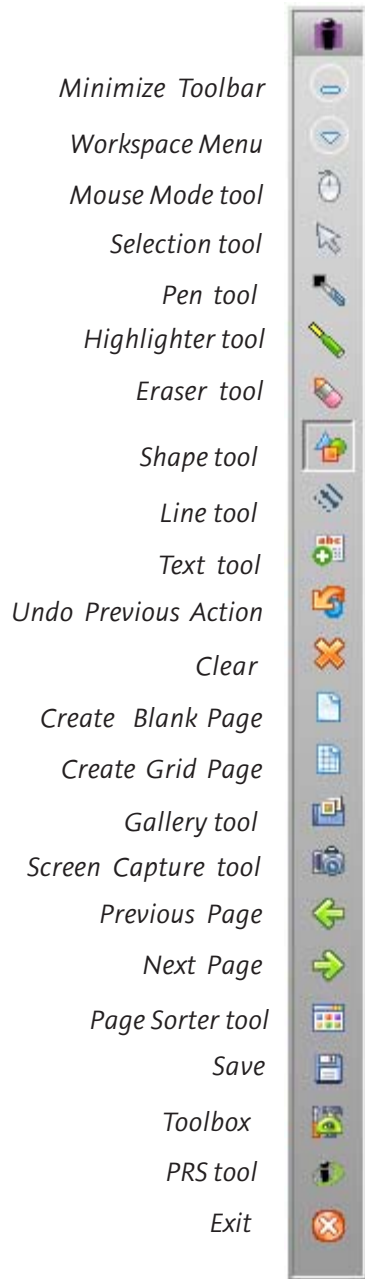 Minimize Toolbar
Workspace Menu
Mouse Mode tool
Selection tool
Pen tool
Highlighter tool
Eraser tool
Shape tool
Line tool
abc
Text tool
Undo Previous Action
Clear
Create Blank Page
Create Grid Page
Gallery tool
Screen Capture tool
Previous Page
Next Page
Page Sorter tool
Save
Toolbox
PRS tool
Exit